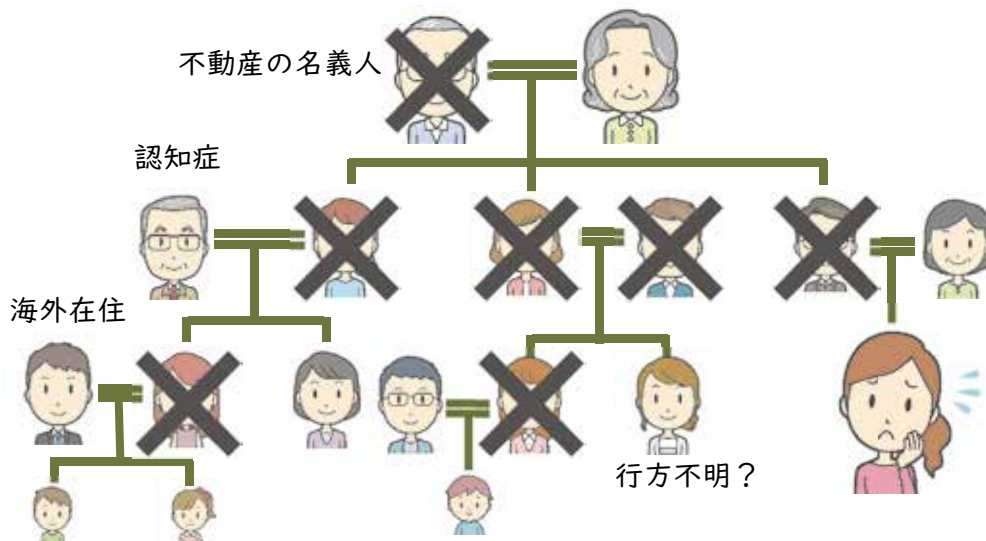 不動産の名義人
認知症
海外在住
行方不明？